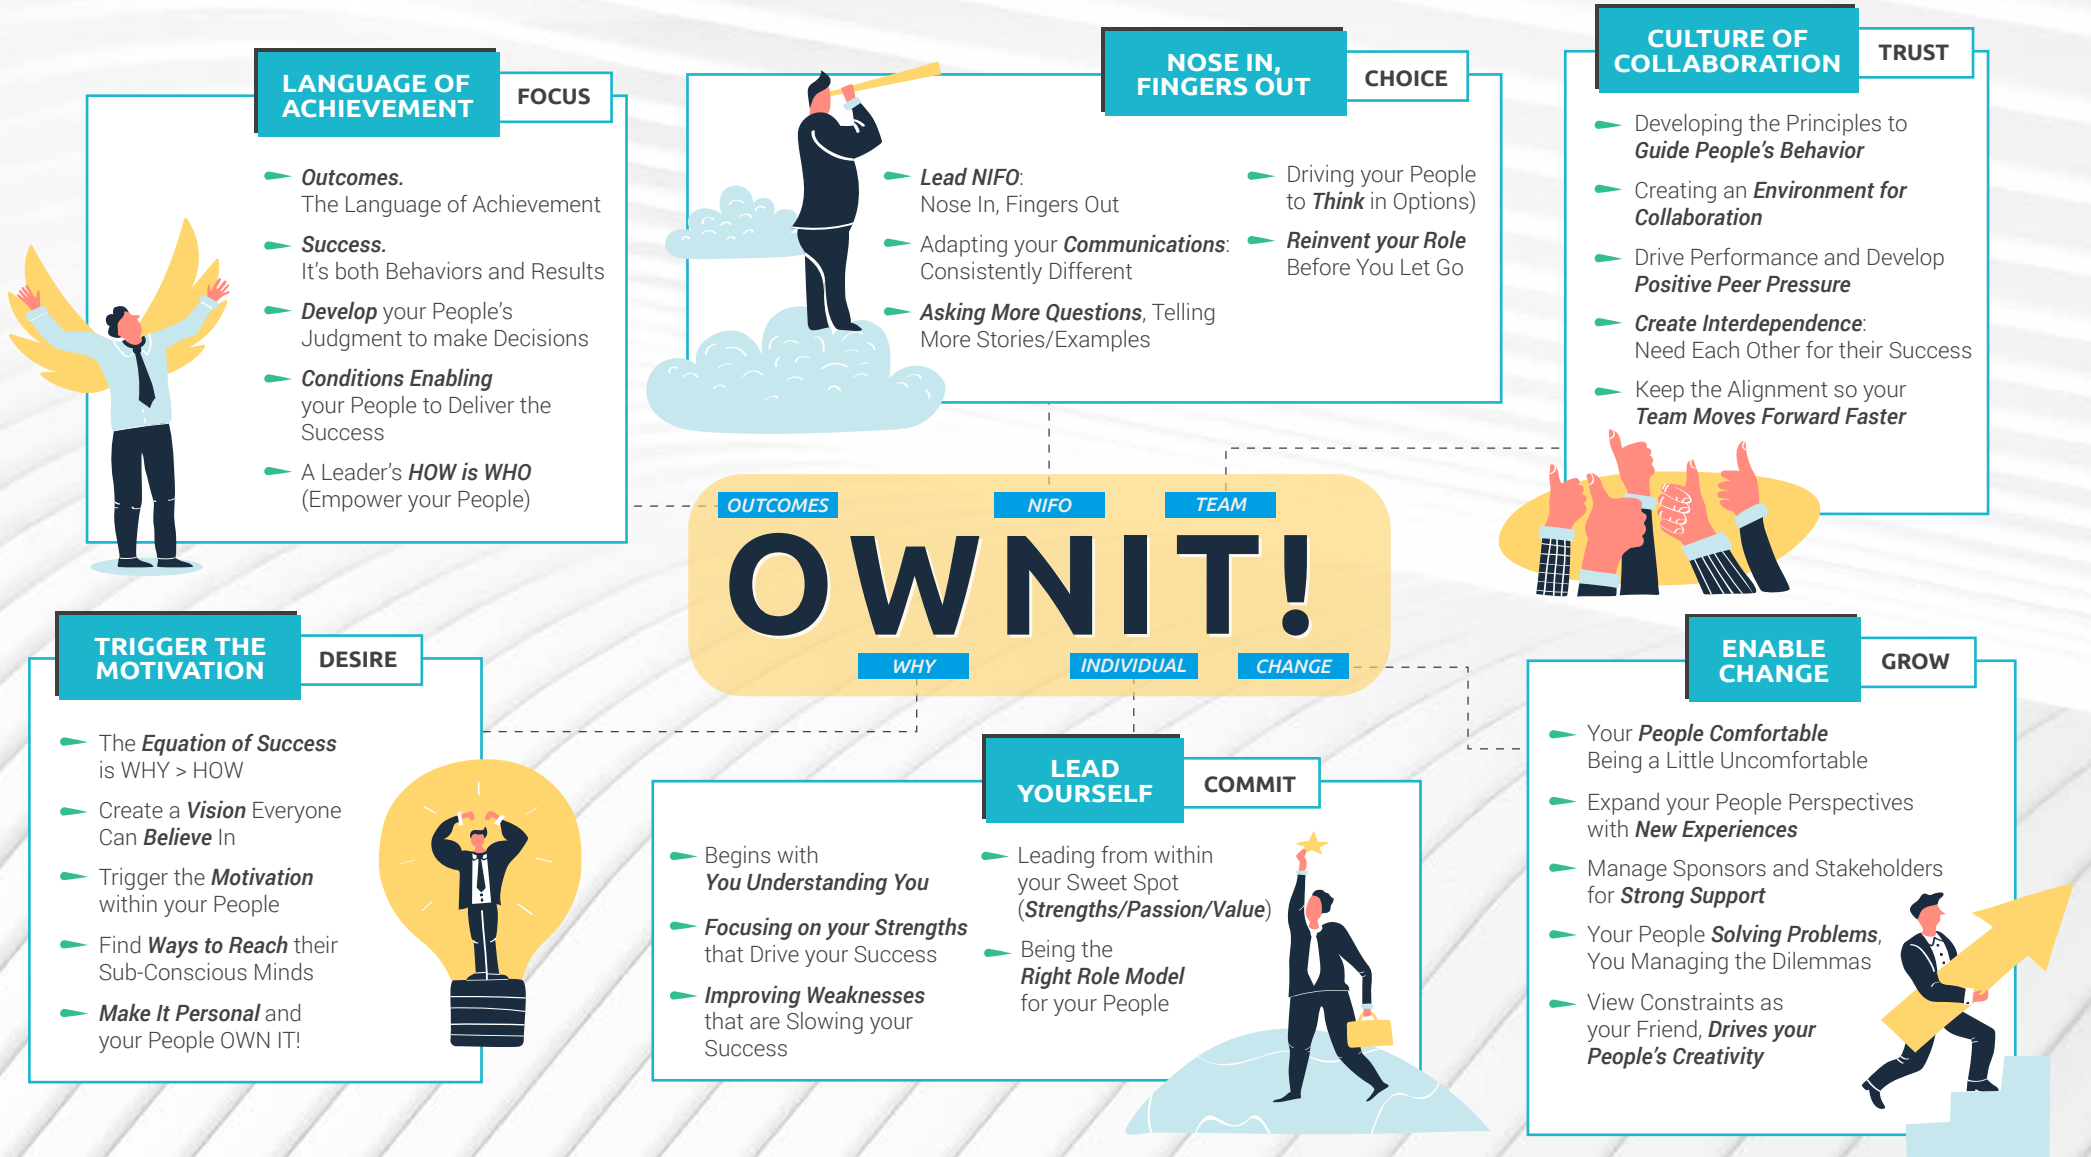 LANGUAGE OF
ACHIEVEMENT
FOCUS
Outcomes.
The Language of Achievement
Success.
It's both Behaviors and Results
Develop your People's
Judgment to make Decisions
Conditions Enabling
your People to Deliver the
Success
A Leader's HOW is WHO
(Empower your People)
NOSE IN,
FINGERS OUT
CHOICE
Lead NIFO:
Nose In, Fingers Out
Adapting your Communications:
Consistently Different
Asking More Questions, Telling
More Stories/Examples
Driving your People
to Think in Options)
Reinvent your Role
Before You Let Go
CULTURE OF
COLLABORATION
TRUST
Developing the Principles to
Guide People's Behavior
Creating an Environment for
Collaboration
Drive Performance and Develop
Positive Peer Pressure
Create Interdependence:
Need Each Other for their Success
Keep the Alignment so your
Team Moves Forward Faster
OUTCOMES
NIFO
TEAM
OWNIT!
WHY
INDIVIDUAL
CHANGE
TRIGGER THE
MOTIVATION
DESIRE
The Equation of Success
is WHY > HOW
Create a Vision Everyone
Can Believe In
Trigger the Motivation
within your People
Find Ways to Reach their
Sub-Conscious Minds
Make It Personal and
your People OWN IT!
LEAD
YOURSELF
COMMIT
Begins with
You Understanding You
Focusing on your Strengths
that Drive your Success
Improving Weaknesses
that are Slowing your
Success
Leading from within
your Sweet Spot
(Strengths/Passion/Value)
Being the
Right Role Model
for your People
ENABLE
CHANGE
GROW
Your People Comfortable
Being a Little Uncomfortable
Expand your People Perspectives
with New Experiences
Manage Sponsors and Stakeholders
for Strong Support
Your People Solving Problems,
You Managing the Dilemmas
View Constraints as
your Friend, Drives your
People's Creativity